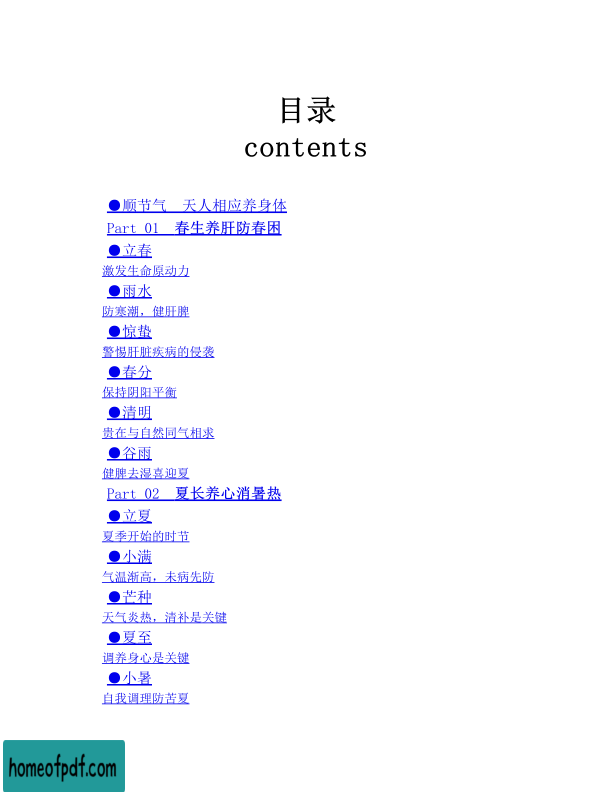 目录
contents
●顺节气　天人相应养身体
Part 01　春生养肝防春困
●立春
激发生命原动力
●雨水
防寒潮，健肝脾
●惊蛰
警惕肝脏疾病的侵袭
●春分
保持阴阳平衡
●清明
贵在与自然同气相求
●谷雨
健脾去湿喜迎夏
Part 02　夏长养心消暑热
●立夏
夏季开始的时节
●小满
气温渐高，未病先防
●芒种
天气炎热，清补是关键
●夏至
调养身心是关键
●小暑
自我调理防苦夏
homeofpdf.com